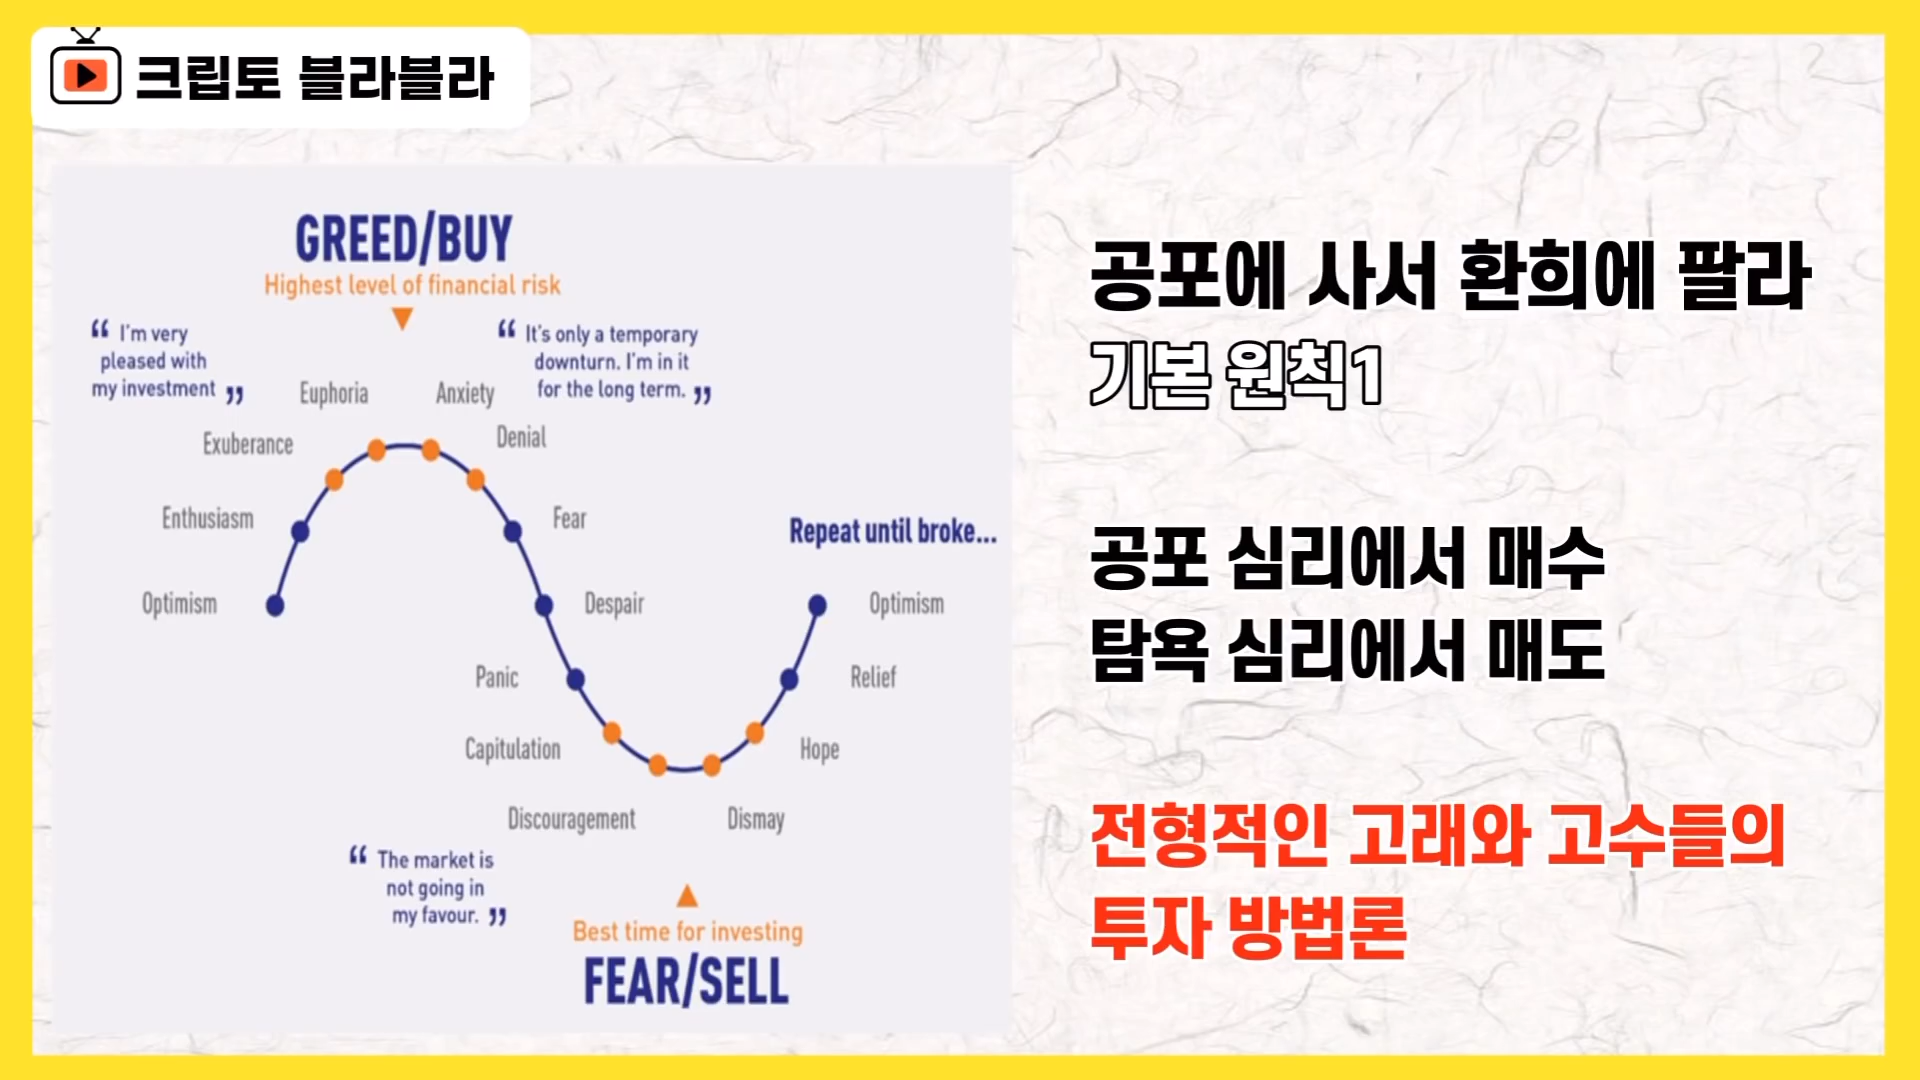 크립토 블라블라
GREED/BUY
Highest level of financial risk
“ I'm very
pleased with
my investment ”
“ It's only a temporary
downturn. I'm in it
for the long term. ”
Euphoria
Anxiety
Exuberance
Denial
Enthusiasm
Fear
Repeat until broke...
Optimism
Despair
Optimism
Panic
Relief
Capitulation
Hope
Discouragement
Dismay
“ The market is
not going in
my favour. ”
Best time for investing
FEAR/SELL
공포에 사서 환희에 팔라
기본 원칙1
공포 심리에서 매수
탐욕 심리에서 매도
전형적인 고래와 고수들의
투자 방법론